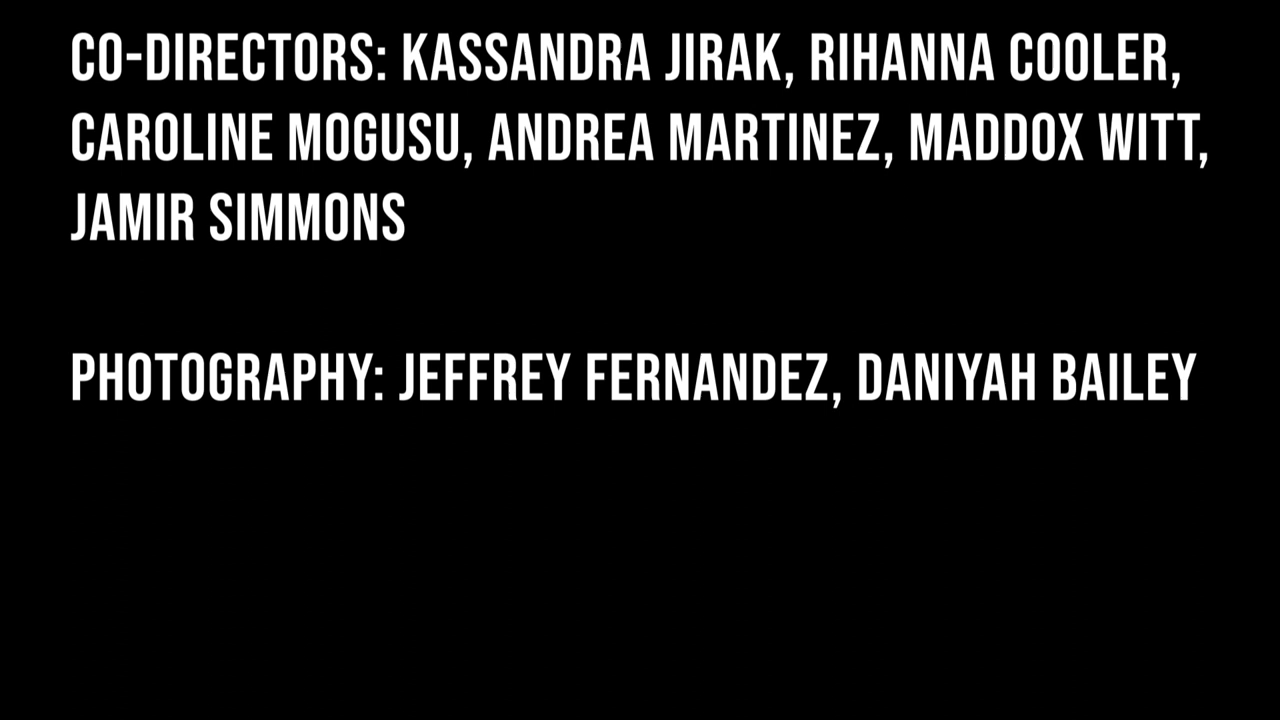 CO-DIRECTORS: KASSANDRA JIRAK, RIHANNA COOLER,
CAROLINE MOGUSU, ANDREA MARTINEZ, MADDOX WITT,
JAMIR SIMMONS
PHOTOGRAPHY: JEFFREY FERNANDEZ, DANIYAH BAILEY